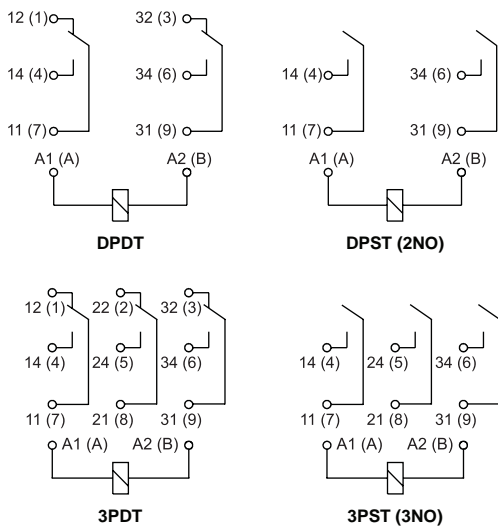 12 (1) 32 (3)
14 (4) 34 (6)
11 (7) 31 (9)
A1 (A) A2 (B)
DPDT
14 (4) 34 (6)
11 (7) 31 (9)
A1 (A) A2 (B)
DPST (2NO)
12 (1) 22 (2) 32 (3)
14 (4) 24 (5) 34 (6)
11 (7) 21 (8) 31 (9)
A1 (A) A2 (B)
3PDT
14 (4) 24 (5) 34 (6)
11 (7) 21 (8) 31 (9)
A1 (A) A2 (B)
3PST (3NO)